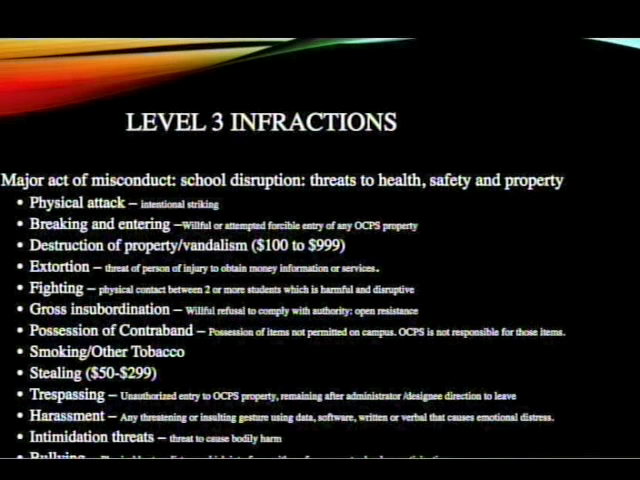 LEVEL 3 INFRACTIONS
Major act of misconduct: school disruption: threats to health, safety and property
• Physical attack – intentional striking
• Breaking and entering –Willful or attempted forcible entry of any OCPS property
• Destruction of property/vandalism ($100 to $999)
• Extortion – threat of person of injury to obtain money information or services.
• Fighting – physical contact between 2 or more students which is harmful and disruptive
• Gross insubordination – Willful refusal to comply with authority: open resistance
• Possession of Contraband – Possession of items not permitted on campus. OCPS is not responsible for those items.
• Smoking/Other Tobacco
• Stealing ($50-$299)
• Trespassing – Unauthorized entry to OCPS property, remaining after administrator /designee direction to leave
• Harassment – Any threatening or insulting gesture using data, software, written or verbal that causes emotional distress.
• Intimidation threats – threat to cause bodily harm
• Bullying –